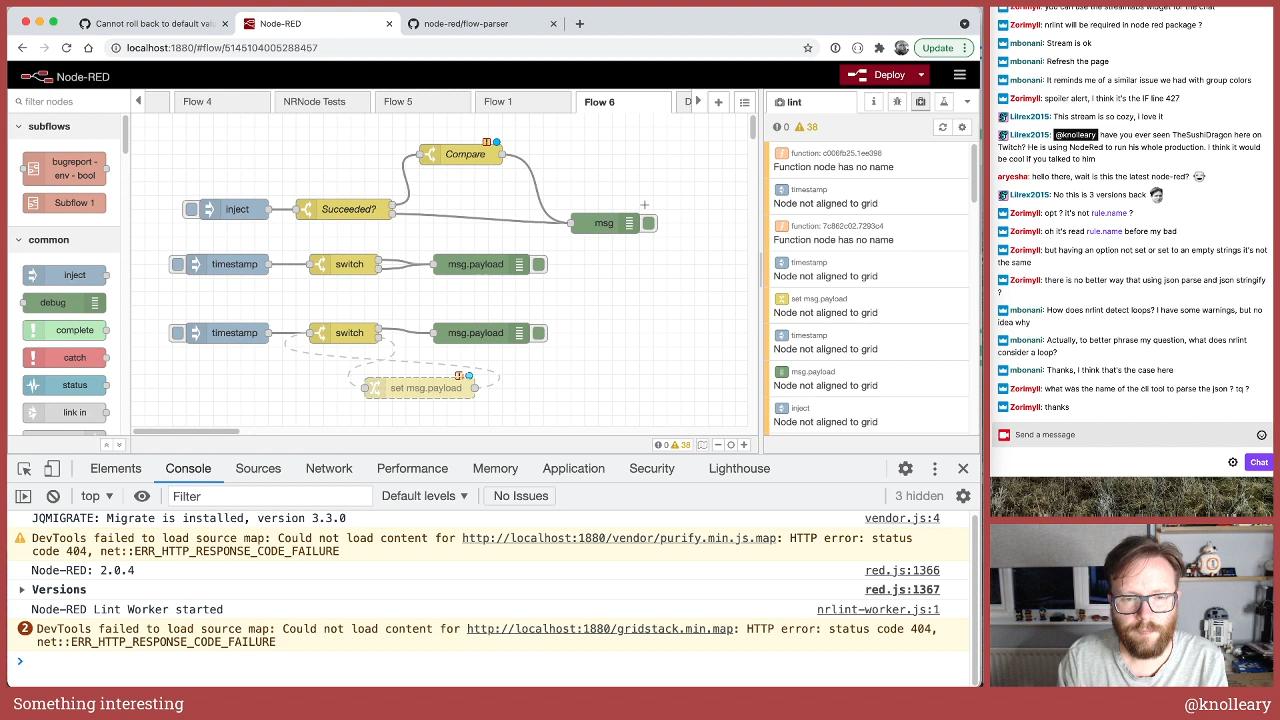 Cannot roll back to default valu
Node-RED
node-red/flow-parser
localhost:1880/#flow/5145104005288457
Update
Node-RED
Deploy
filter nodes
Flow 4
NRNode Tests
Flow 5
Flow 1
Flow 6
D
lint
0 38
subflows
bugreport -
env - bool
Subflow 1
common
inject
debug
complete
catch
status
link in
Compare
inject
Succeeded?
msg
timestamp
switch
msg.payload
timestamp
switch
msg.payload
set msg.payload
0 38
function: c006fb25.1ee398
Function node has no name
timestamp
Node not aligned to grid
function: 7c862c02.7293c4
Function node has no name
timestamp
Node not aligned to grid
set msg.payload
Node not aligned to grid
timestamp
Node not aligned to grid
msg.payload
Node not aligned to grid
inject
Node not aligned to grid
Elements
Console
Sources
Network
Performance
Memory
Application
Security
Lighthouse
top
Filter
Default levels
No Issues
3 hidden
JQMIGRATE: Migrate is installed, version 3.3.0
vendor.js:4
DevTools failed to load source map: Could not load content for http://localhost:1880/vendor/purify.min.js.map: HTTP error: status
code 404, net::ERR_HTTP_RESPONSE_CODE_FAILURE
Node-RED: 2.0.4
red.js:1366
Versions
red.js:1367
Node-RED Lint Worker started
nrlint-worker.js:1
2 DevTools failed to load source map: Could not load content for http://localhost:1880/gridstack.min.map: HTTP error: status code 404,
net::ERR_HTTP_RESPONSE_CODE_FAILURE
Zorimyll: nrlint will be required in node red package ?
mbonani: Stream is ok
mbonani: Refresh the page
mbonani: It reminds me of a similar issue we had with group colors
Zorimyll: spoiler alert, I think it's the IF line 427
Lilrex2015: This stream is so cozy, i love it
Lilrex2015: @knolleary have you ever seen TheSushiDragon here on
Twitch? He is using NodeRed to run his whole production. I think it
would be cool if you talked to him
aryesha: hello there, wait is this the latest node-red?
Lilrex2015: No this is 3 versions back
Zorimyll: opt ? it's not rule.name ?
Zorimyll: oh it's read rule.name before my bad
Zorimyll: but having an option not set or set to an empty strings it's not
the same
Zorimyll: there is no better way that using json parse and json stringify
?
mbonani: How does nrlint detect loops? I have some warnings, but no
idea why
mbonani: Actually, to better phrase my question, what does nrlint
consider a loop?
mbonani: Thanks, I think that's the case here
Zorimyll: what was the name of the cli tool to parse the json ? tq ?
Zorimyll: thanks
Send a message
Chat
Something interesting
@knolleary